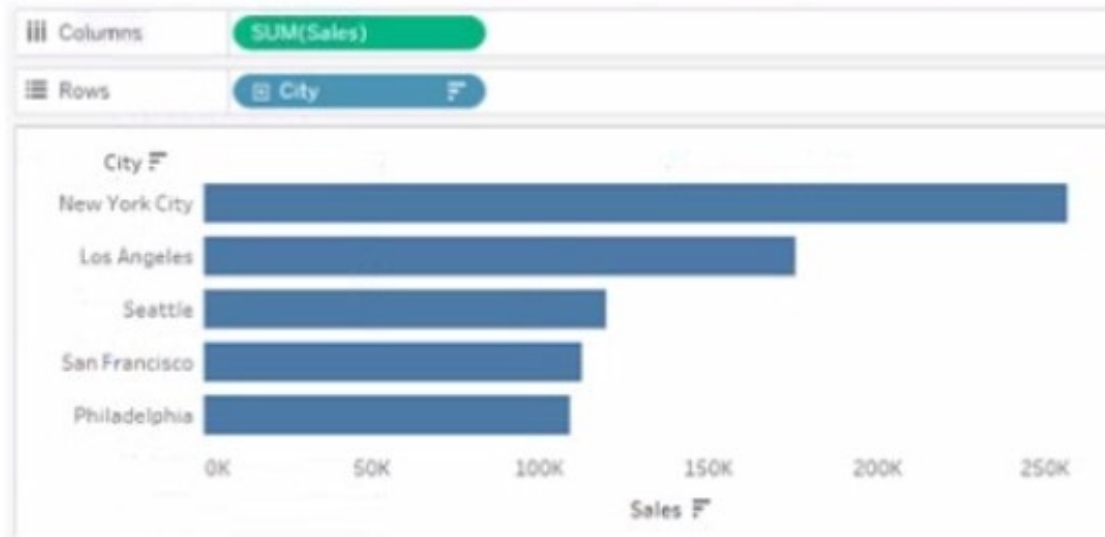 Columns SUM(Sales)
Rows City
City
New York City
Los Angeles
Seattle
San Francisco
Philadelphia
0K 50K 100K 150K 200K 250K
Sales